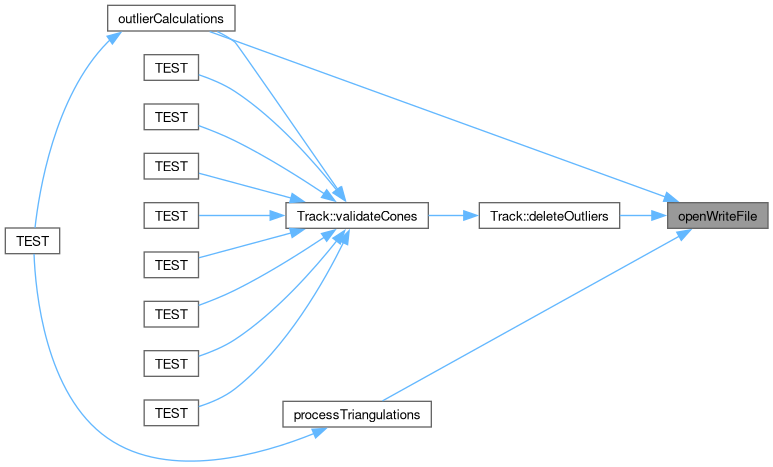 outlierCalculations
TEST
TEST
TEST
TEST
Track::validateCones
Track::deleteOutliers
openWriteFile
TEST
TEST
TEST
TEST
TEST
processTriangulations